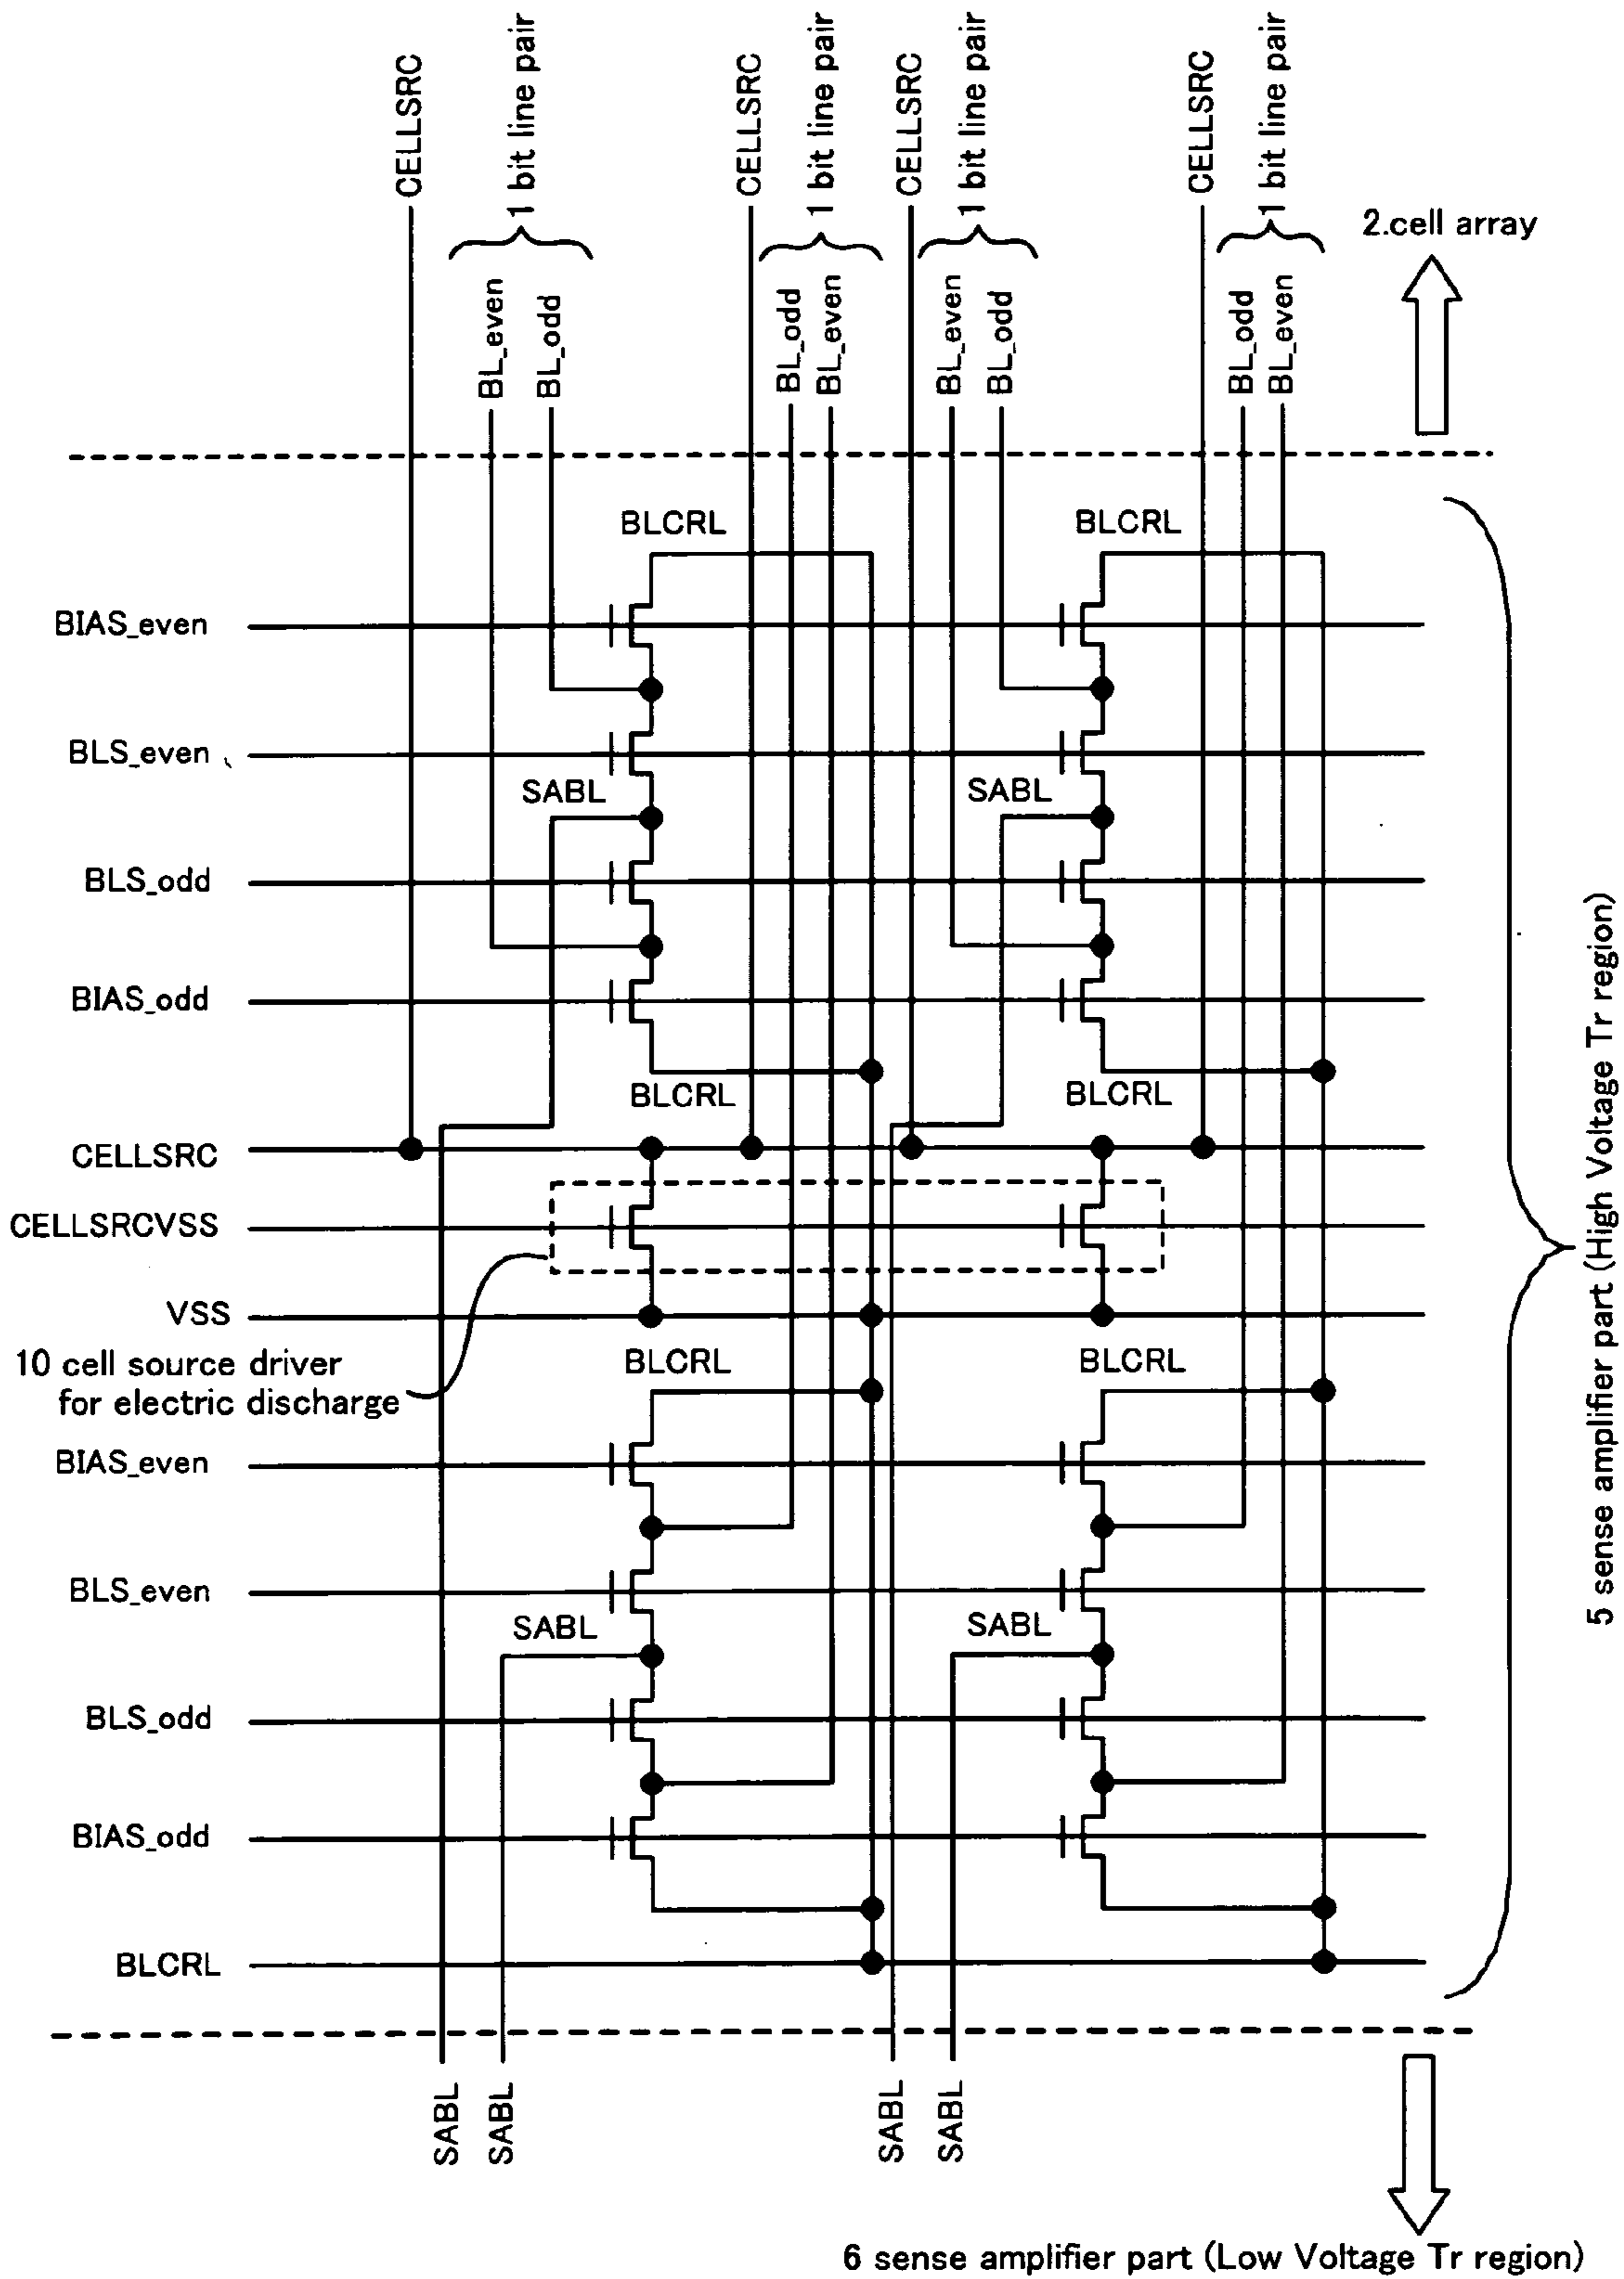 CELLSRC
1 bit line pair
CELLSRC
1 bit line pair
CELLSRC
1 bit line pair
CELLSRC
1 bit line pair
2.cell array
BL_even
BL_odd
BL_odd
BL_even
BL_even
BL_odd
BL_odd
BL_even
BLCRL
BLCRL
BIAS_even
BLS_even
SABL
SABL
BLS_odd
BIAS_odd
BLCRL
BLCRL
CELLSRC
CELLSRCVSS
VSS
10 cell source driver
for electric discharge
BLCRL
BLCRL
BIAS_even
BLS_even
SABL
SABL
BLS_odd
BIAS_odd
BLCRL
5 sense amplifier part (High Voltage Tr region)
SABL
SABL
SABL
SABL
6 sense amplifier part (Low Voltage Tr region)